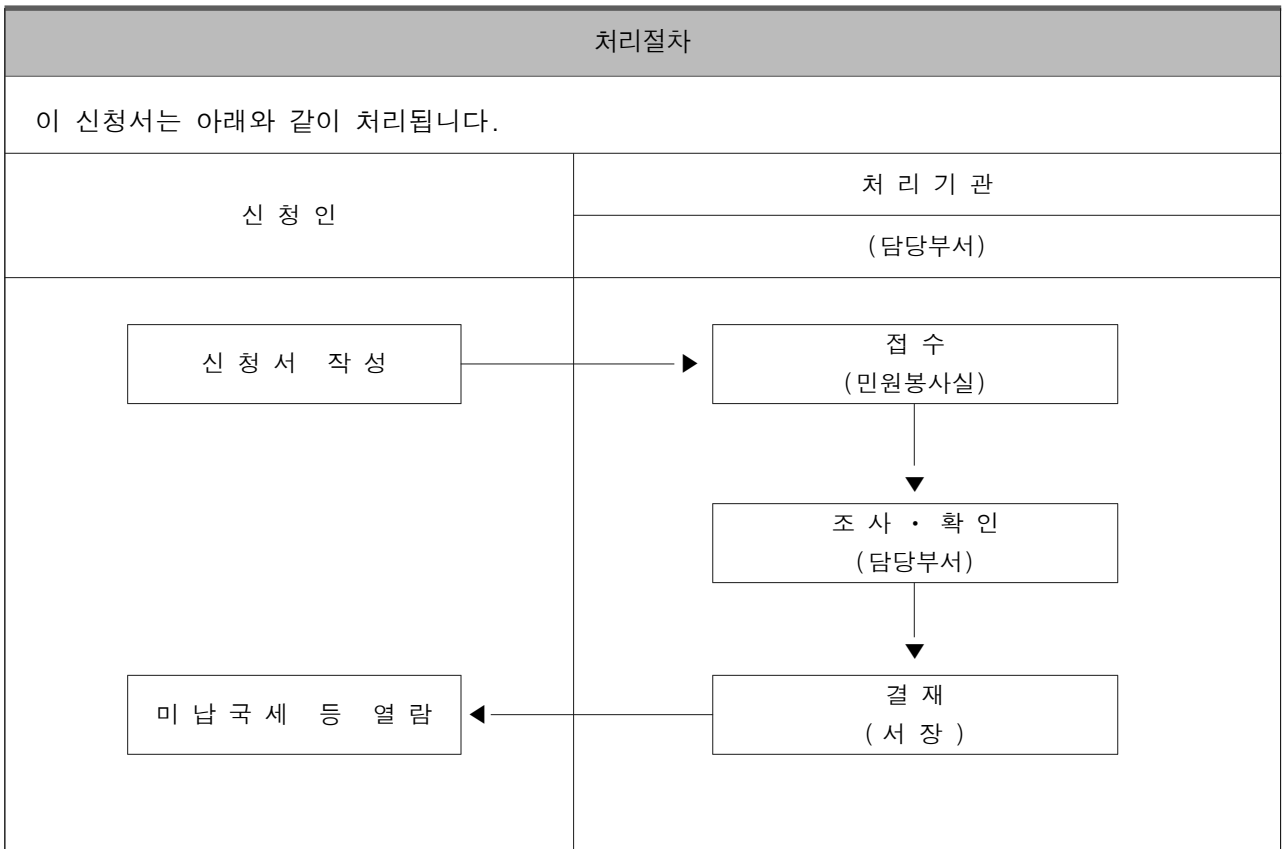 처리절차
이 신청서는 아래와 같이 처리됩니다.
신 청 인
처 리 기 관
(담당부서)
신 청 서 작 성
접 수
(민원봉사실)
조 사 · 확 인
(담당부서)
미 납 국 세 등 열 람
결 재
( 서 장 )